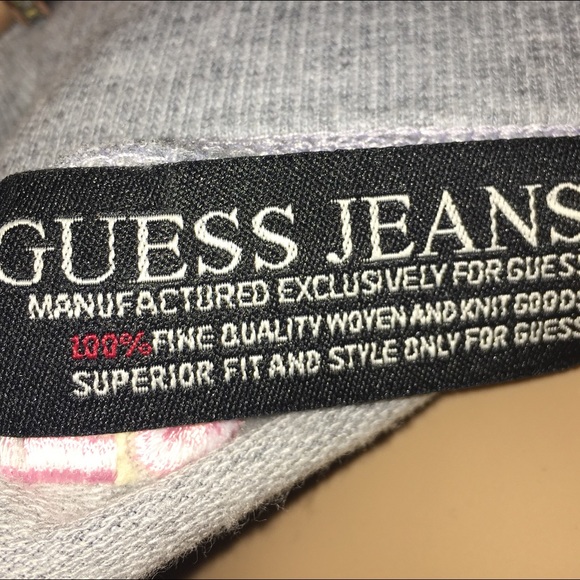 GUESS JEANS
MANUFACTURED EXCLUSIVELY FOR GUESS
100% FINE QUALITY WOVEN AND KNIT GOODS
SUPERIOR FIT AND STYLE ONLY FOR GUESS